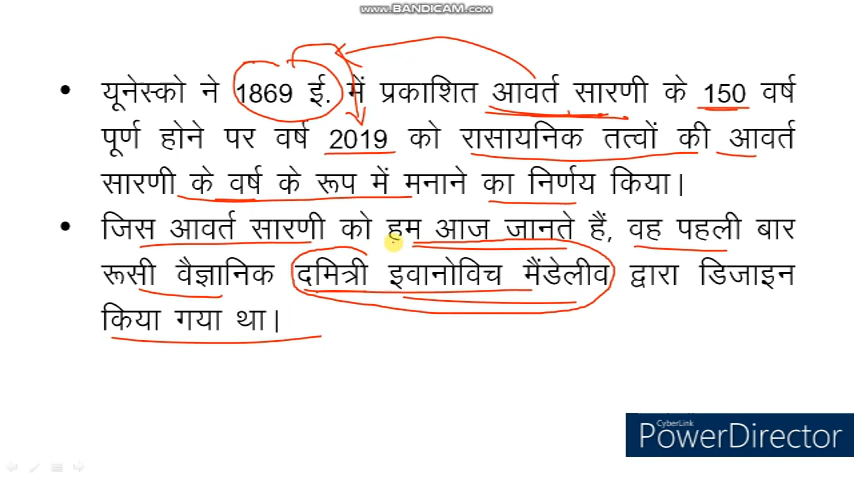 www.BANDICAM.com
• यूनेस्को ने 1869 ई. में प्रकाशित आवर्त सारणी के 150 वर्ष
पूर्ण होने पर वर्ष 2019 को रासायनिक तत्वों की आवर्त
सारणी के वर्ष के रूप में मनाने का निर्णय किया।
• जिस आवर्त सारणी को हम आज जानते हैं, वह पहली बार
रूसी वैज्ञानिक दमित्री इवानोविच मैंडेलीव द्वारा डिजाइन
किया गया था।
CyberLink
PowerDirector